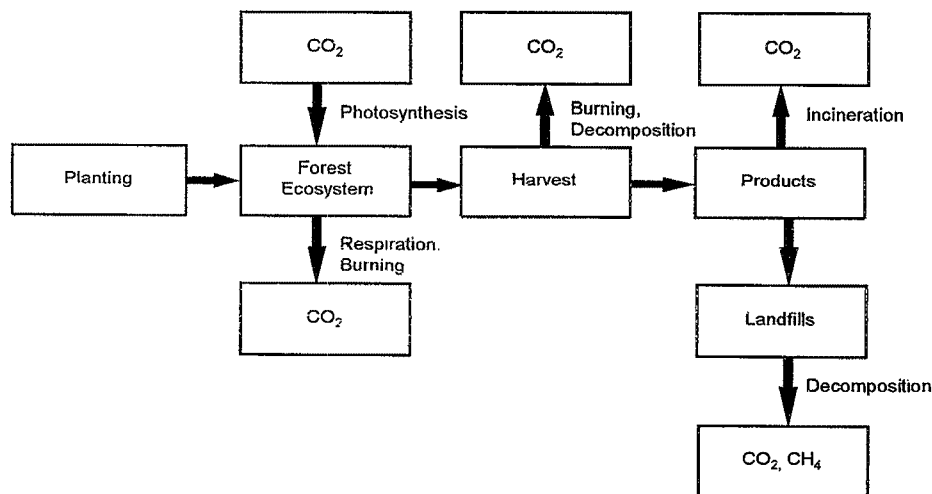 CO₂
CO₂
CO₂
Photosynthesis
Burning,
Decomposition
Incineration
Planting
Forest
Ecosystem
Harvest
Products
Respiration.
Burning
CO₂
Landfills
Decomposition
CO₂, CH₄